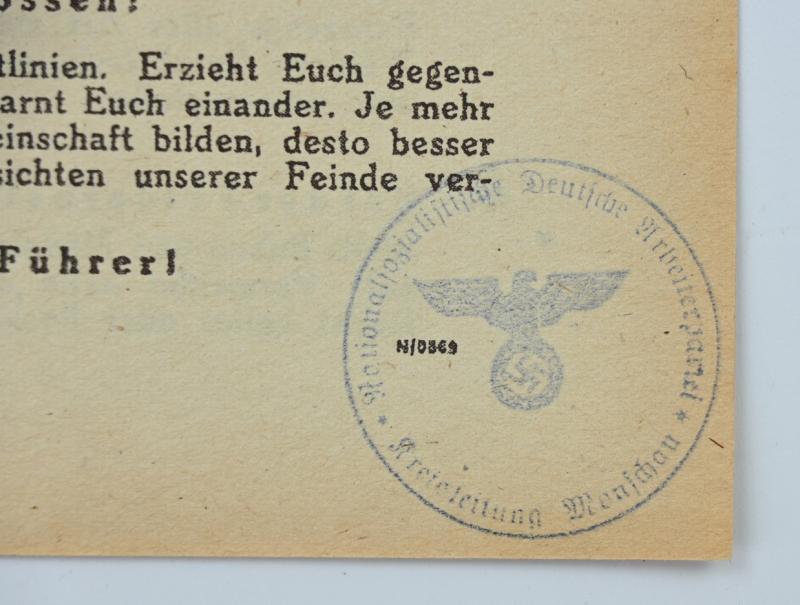 ossen!
tlinien. Erzieht Euch gegen-
arnt Euch einander. Je mehr
einschaft bilden, desto besser
sichten unserer Feinde ver-
Führer!
N/0369
Nationalsozialistische Deutsche Arbeiterpartei
* Kreisleitung Monschau *